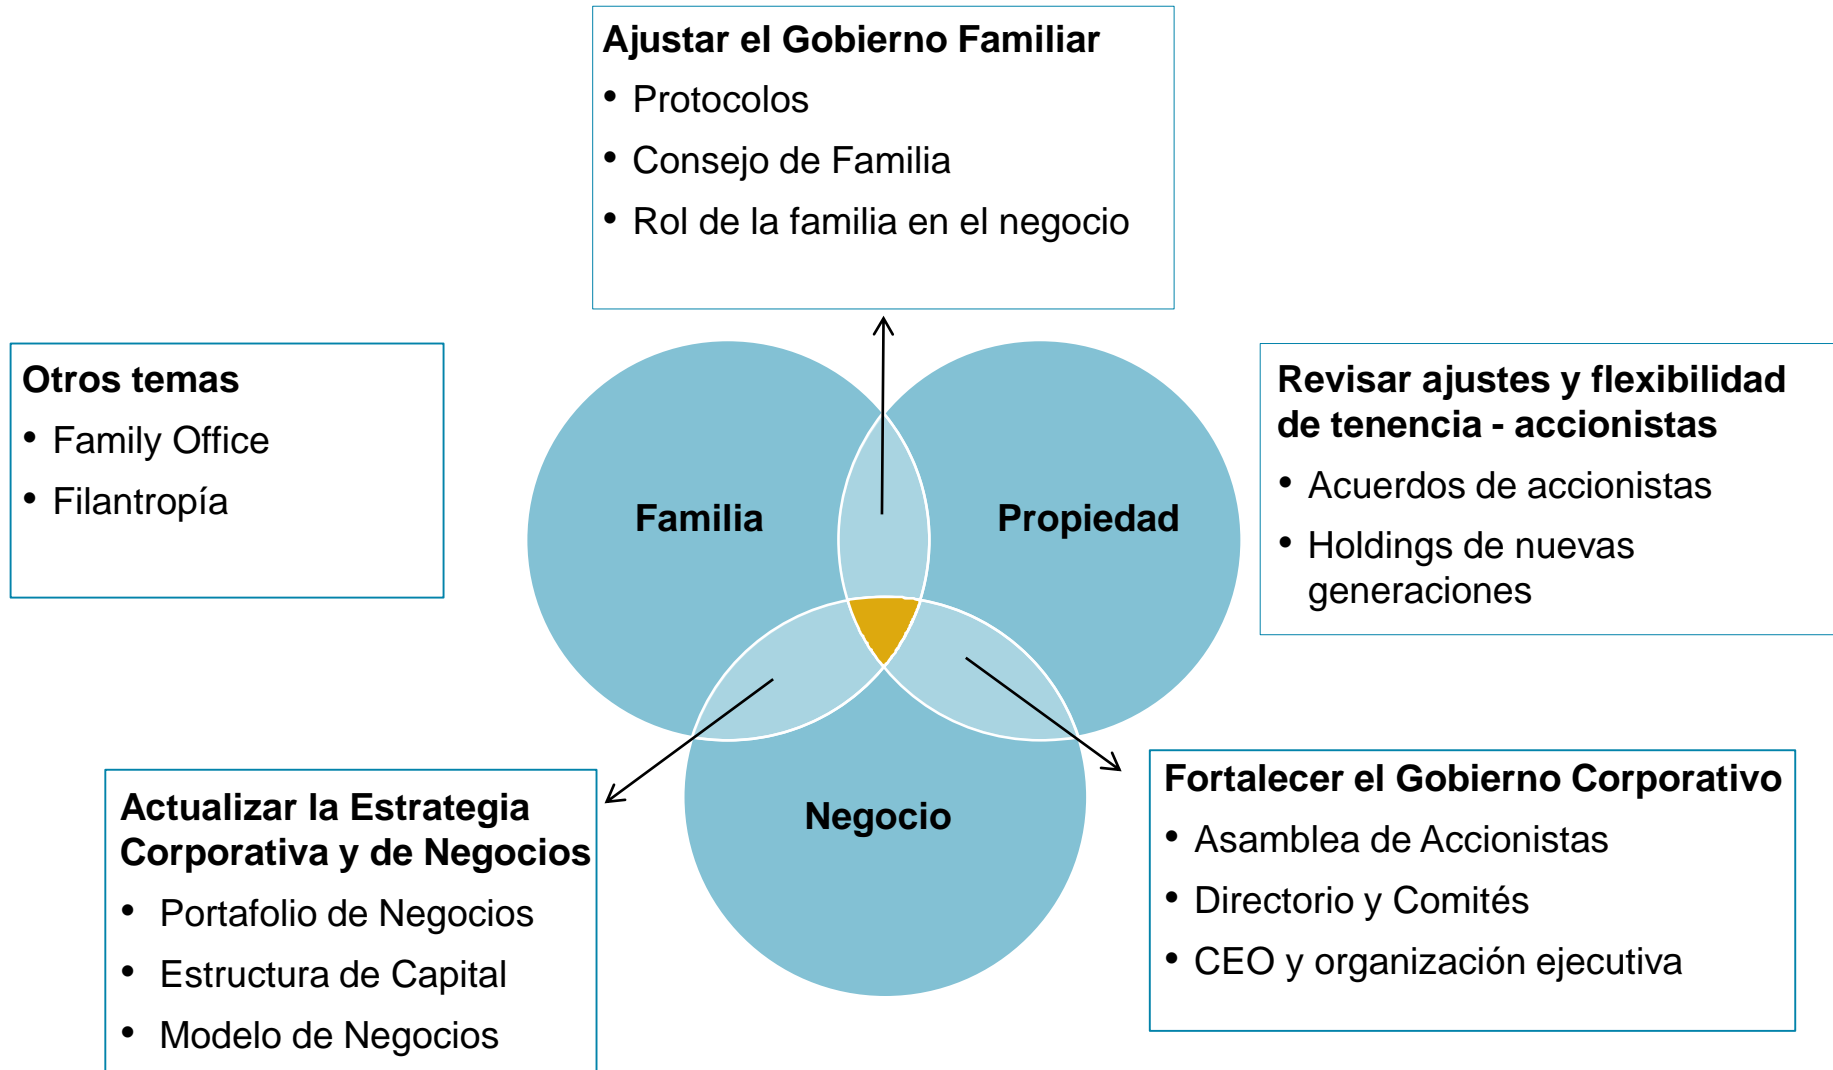 Ajustar el Gobierno Familiar
• Protocolos
• Consejo de Familia
• Rol de la familia en el negocio
Otros temas
• Family Office
• Filantropía
Familia
Propiedad
Revisar ajustes y flexibilidad
de tenencia - accionistas
• Acuerdos de accionistas
• Holdings de nuevas
generaciones
Actualizar la Estrategia
Corporativa y de Negocios
• Portafolio de Negocios
• Estructura de Capital
• Modelo de Negocios
Negocio
Fortalecer el Gobierno Corporativo
• Asamblea de Accionistas
• Directorio y Comités
• CEO y organización ejecutiva